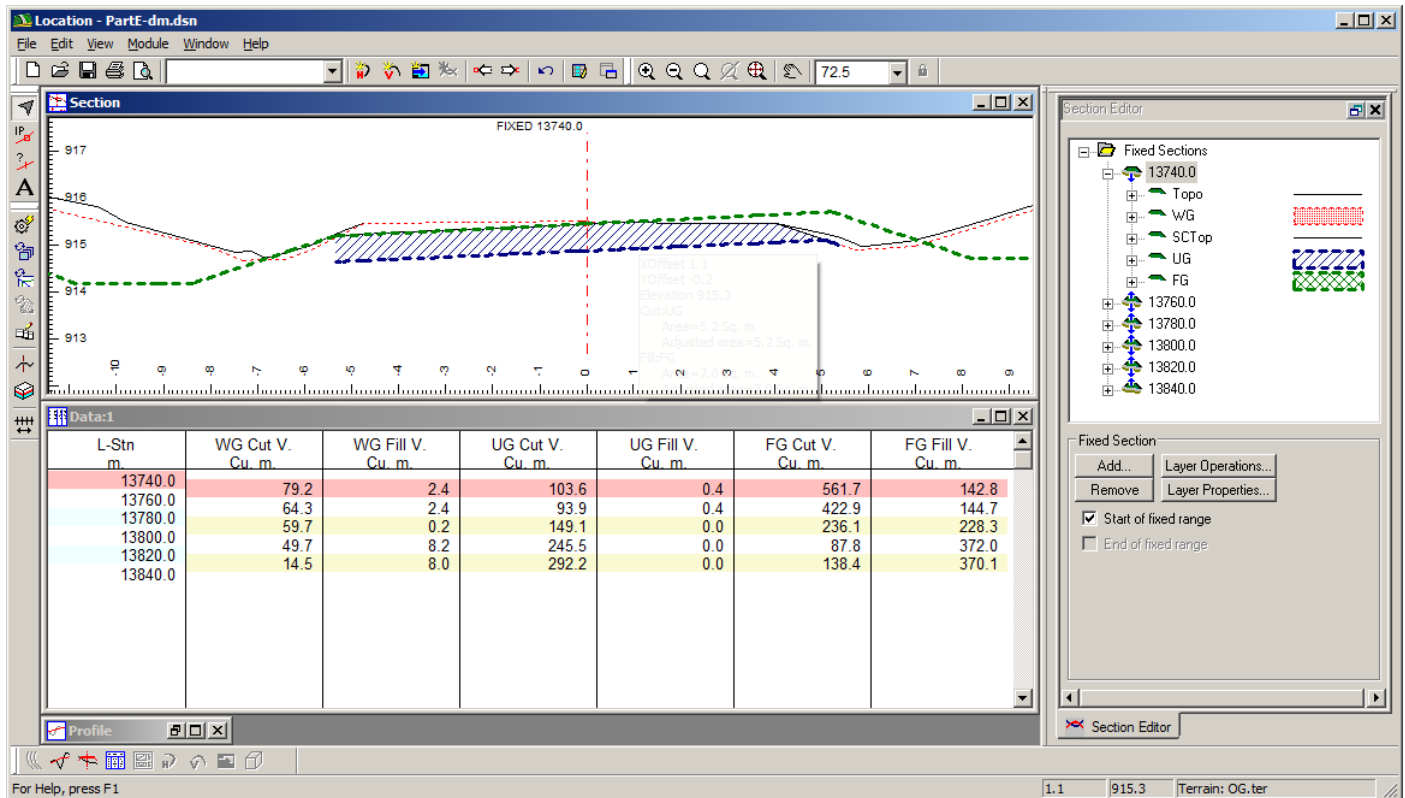 Location - PartE-dm.dsn
File Edit View Module Window Help
72.5
Section
FIXED 13740.0
917
916
915
914
913
-10 -9 -8 -7 -6 -5 -4 -3 -2 -1 0 1 2 3 4 5 6 7 8 9
XOffset 1.1
YOffset -0.2
Elevation 915.3
Cut:UG
Area=5.2 Sq. m.
Adjusted area=5.2 Sq. m.
Fill:FG
Area=7.0 Sq. m.
Data:1
L-Stn WG Cut V. WG Fill V. UG Cut V. UG Fill V. FG Cut V. FG Fill V.
m. Cu. m. Cu. m. Cu. m. Cu. m. Cu. m. Cu. m.
13740.0
79.2 2.4 103.6 0.4 561.7 142.8
13760.0
64.3 2.4 93.9 0.4 422.9 144.7
13780.0
59.7 0.2 149.1 0.0 236.1 228.3
13800.0
49.7 8.2 245.5 0.0 87.8 372.0
13820.0
14.5 8.0 292.2 0.0 138.4 370.1
13840.0
Profile
Section Editor
Fixed Sections
13740.0
Topo
WG
SCTop
UG
FG
13760.0
13780.0
13800.0
13820.0
13840.0
Fixed Section
Add... Layer Operations...
Remove Layer Properties...
Start of fixed range
End of fixed range
Section Editor
For Help, press F1
1.1 915.3 Terrain: OG.ter